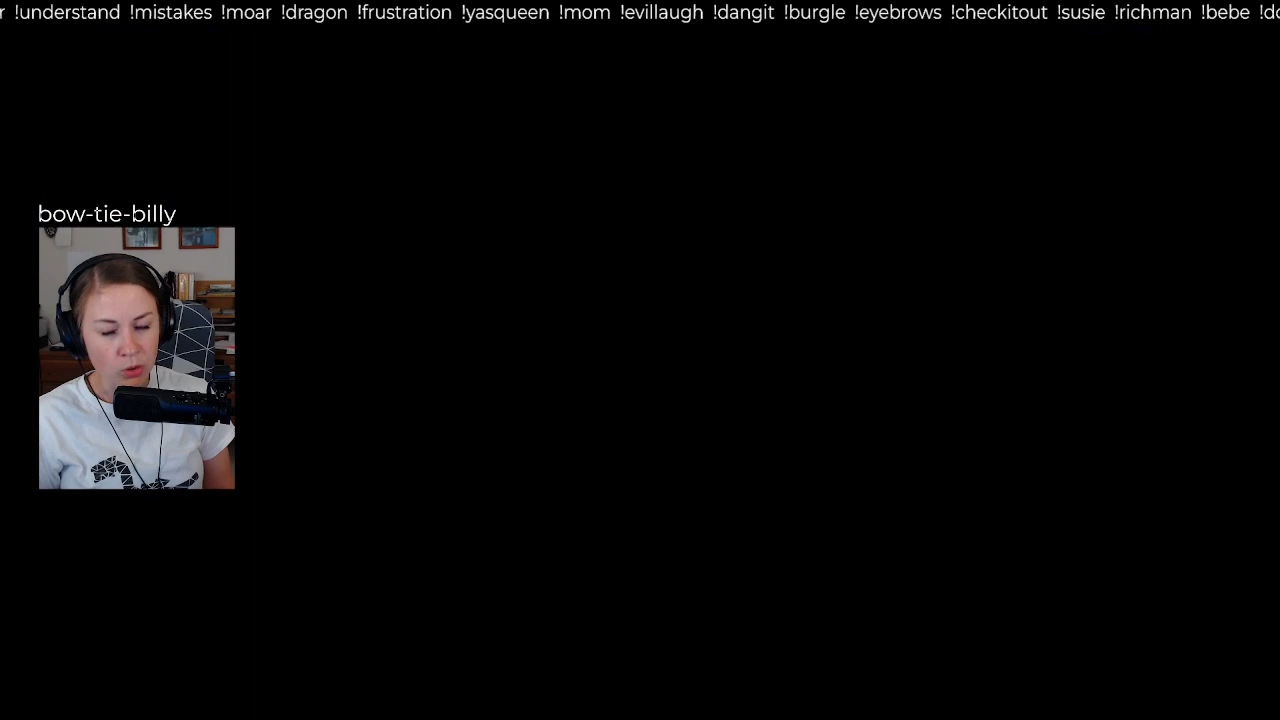 !understand !mistakes !moar !dragon !frustration !yasqueen !mom !evillaugh !dangit !burgle !eyebrows !checkitout !susie !richman !bebe
bow-tie-billy